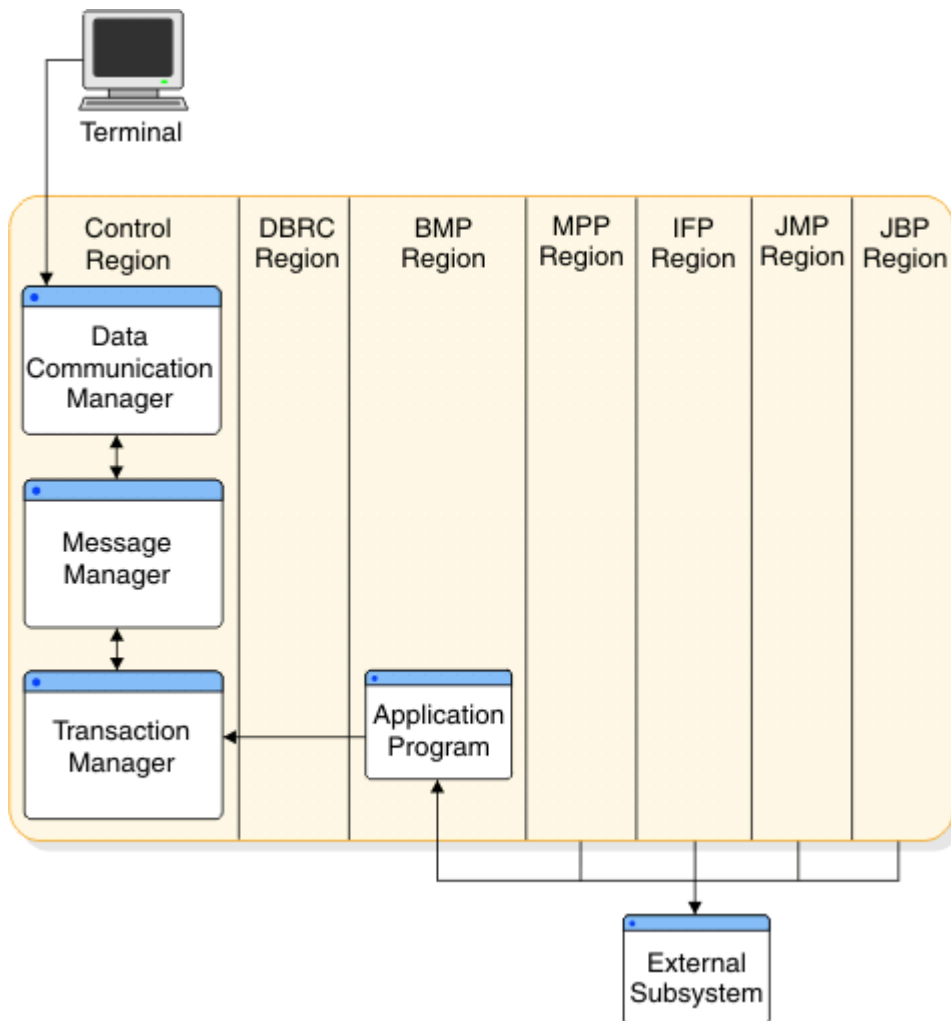 Terminal
Control
Region
DBRC
Region
BMP
Region
MPP
Region
IFP
Region
JMP
Region
JBP
Region
Data
Communication
Manager
Message
Manager
Transaction
Manager
Application
Program
External
Subsystem